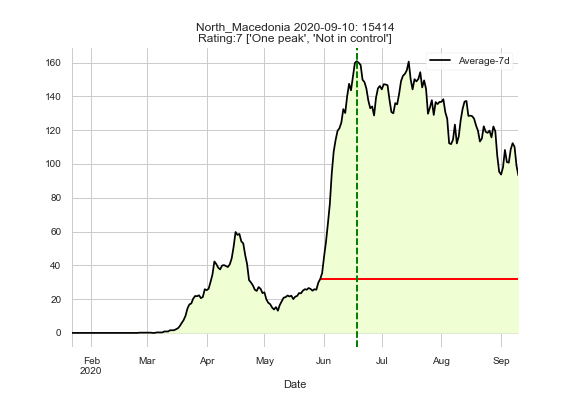 North_Macedonia 2020-09-10: 15414
Rating:7 ['One peak', 'Not in control']
Average-7d
160
140
120
100
80
60
40
20
0
Feb Mar Apr May Jun Jul Aug Sep
2020
Date